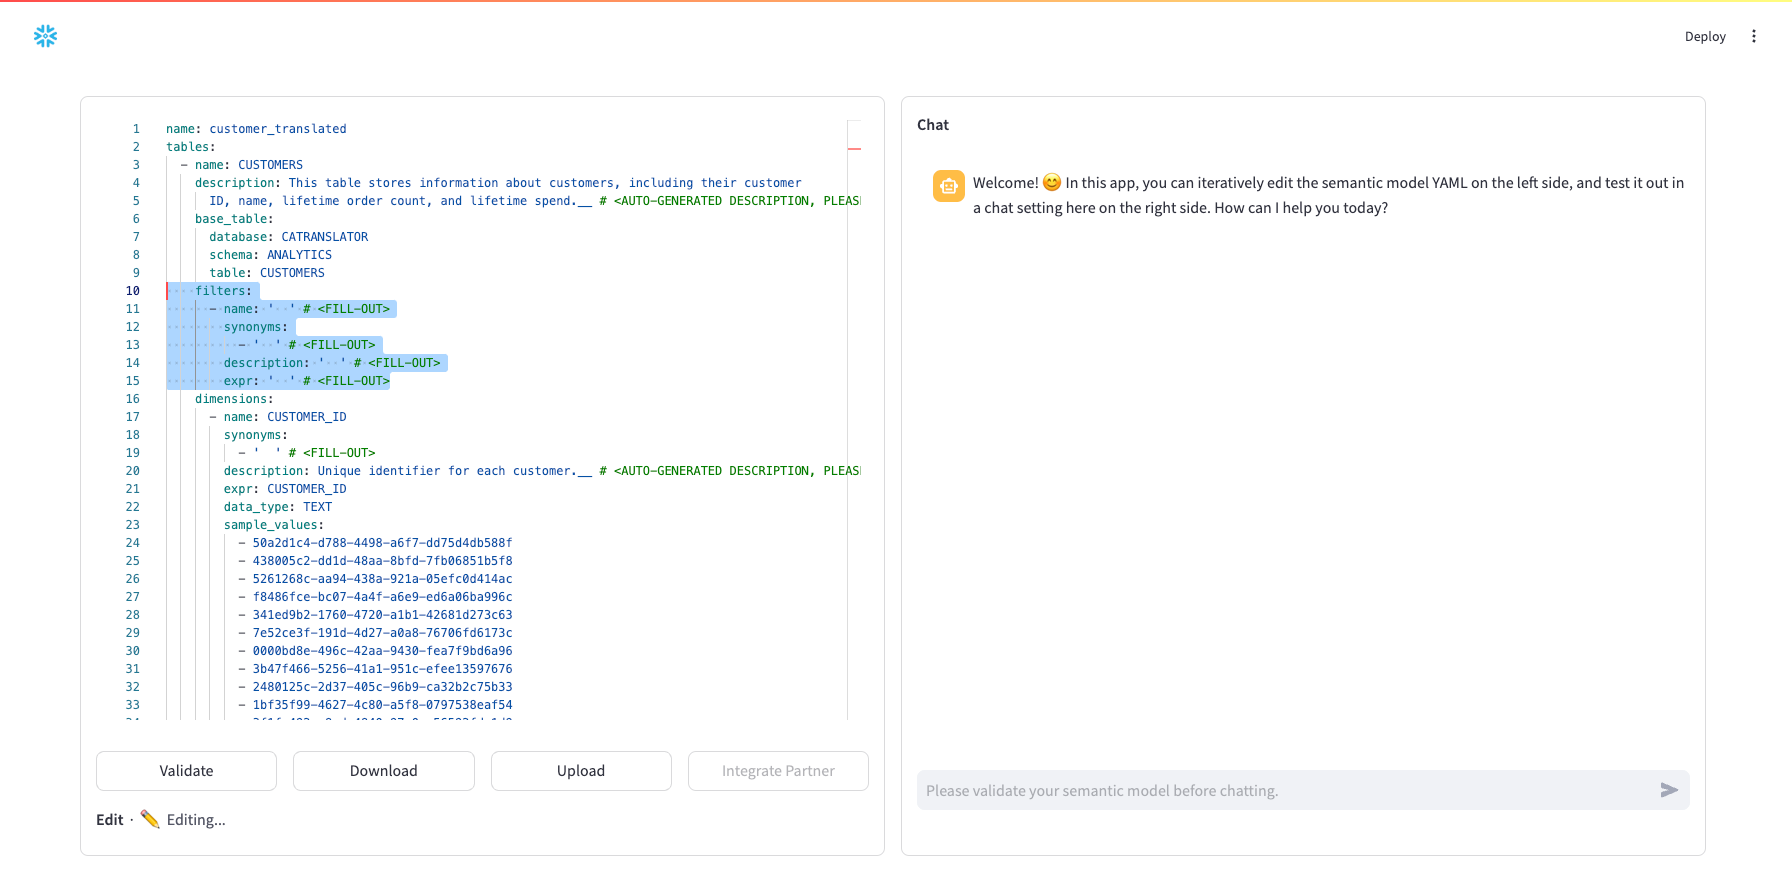 Deploy
1 name: customer_translated
2 tables:
3 - name: CUSTOMERS
4 description: This table stores information about customers, including their customer
5 ID, name, lifetime order count, and lifetime spend.__ # <AUTO-GENERATED DESCRIPTION, PLEAS
6 base_table:
7 database: CATRANSLATOR
8 schema: ANALYTICS
9 table: CUSTOMERS
10 filters:
11 - name: '  ' # <FILL-OUT>
12 synonyms:
13 - '  ' # <FILL-OUT>
14 description: '  ' # <FILL-OUT>
15 expr: '  ' # <FILL-OUT>
16 dimensions:
17 - name: CUSTOMER_ID
18 synonyms:
19 - '  ' # <FILL-OUT>
20 description: Unique identifier for each customer.__ # <AUTO-GENERATED DESCRIPTION, PLEAS
21 expr: CUSTOMER_ID
22 data_type: TEXT
23 sample_values:
24 - 50a2d1c4-d788-4498-a6f7-dd75d4db588f
25 - 438005c2-dd1d-48aa-8bfd-7fb06851b5f8
26 - 5261268c-aa94-438a-921a-05efc0d414ac
27 - f8486fce-bc07-4a4f-a6e9-ed6a06ba996c
28 - 341ed9b2-1760-4720-a1b1-42681d273c63
29 - 7e52ce3f-191d-4d27-a0a8-76706fd6173c
30 - 0000bd8e-496c-42aa-9430-fea7f9bd6a96
31 - 3b47f466-5256-41a1-951c-efee13597676
32 - 2480125c-2d37-405c-96b9-ca32b2c75b33
33 - 1bf35f99-4627-4c80-a5f8-0797538eaf54
Validate
Download
Upload
Integrate Partner
Edit · ✏️ Editing...
Chat
Welcome! 😊 In this app, you can iteratively edit the semantic model YAML on the left side, and test it out in
a chat setting here on the right side. How can I help you today?
Please validate your semantic model before chatting.